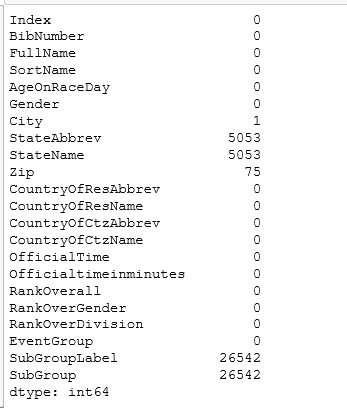 Index 0
BibNumber 0
FullName 0
SortName 0
AgeOnRaceDay 0
Gender 0
City 1
StateAbbrev 5053
StateName 5053
Zip 75
CountryOfResAbbrev 0
CountryOfResName 0
CountryOfCtzAbbrev 0
CountryOfCtzName 0
OfficialTime 0
Officialtimeinminutes 0
RankOverall 0
RankOverGender 0
RankOverDivision 0
EventGroup 0
SubGroupLabel 26542
SubGroup 26542
dtype: int64